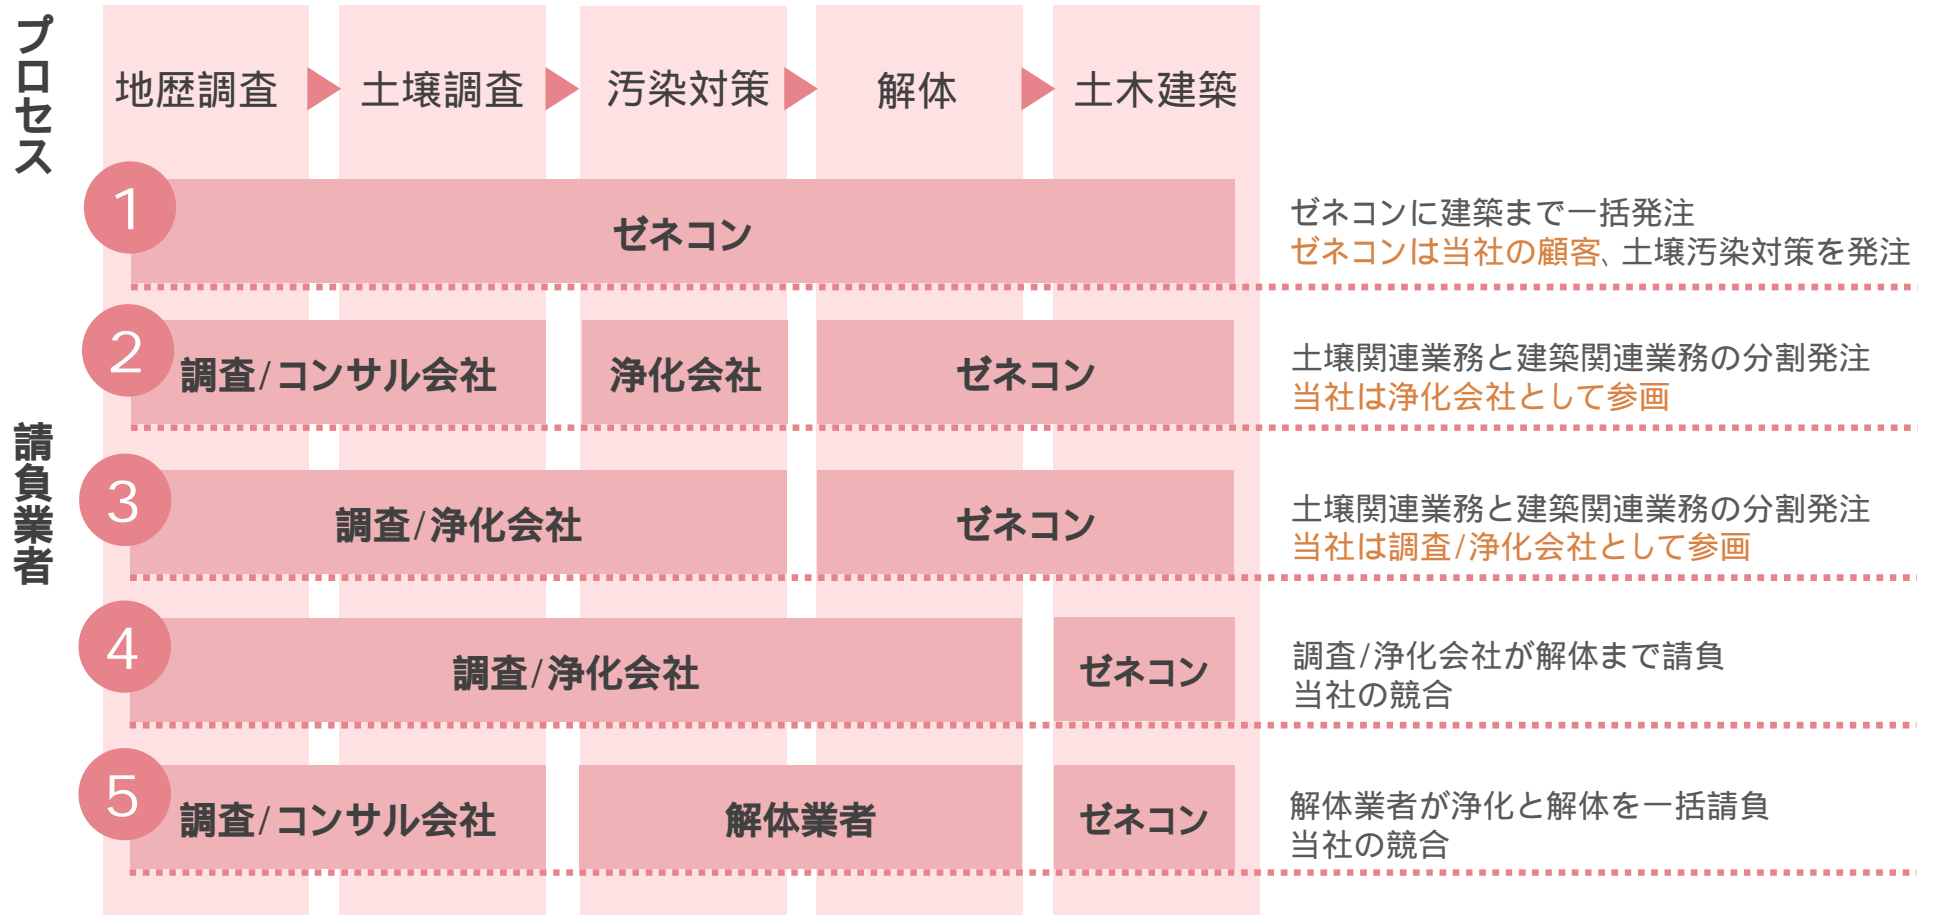 プロセス
地歴調査
土壌調査
汚染対策
解体
土木建築
請負業者
1
ゼネコン
ゼネコンに建築まで一括発注
ゼネコンは当社の顧客、土壌汚染対策を発注
2
調査/コンサル会社
浄化会社
ゼネコン
土壌関連業務と建築関連業務の分割発注
当社は浄化会社として参画
3
調査/浄化会社
ゼネコン
土壌関連業務と建築関連業務の分割発注
当社は調査/浄化会社として参画
4
調査/浄化会社
ゼネコン
調査/浄化会社が解体まで請負
当社の競合
5
調査/コンサル会社
解体業者
ゼネコン
解体業者が浄化と解体を一括請負
当社の競合